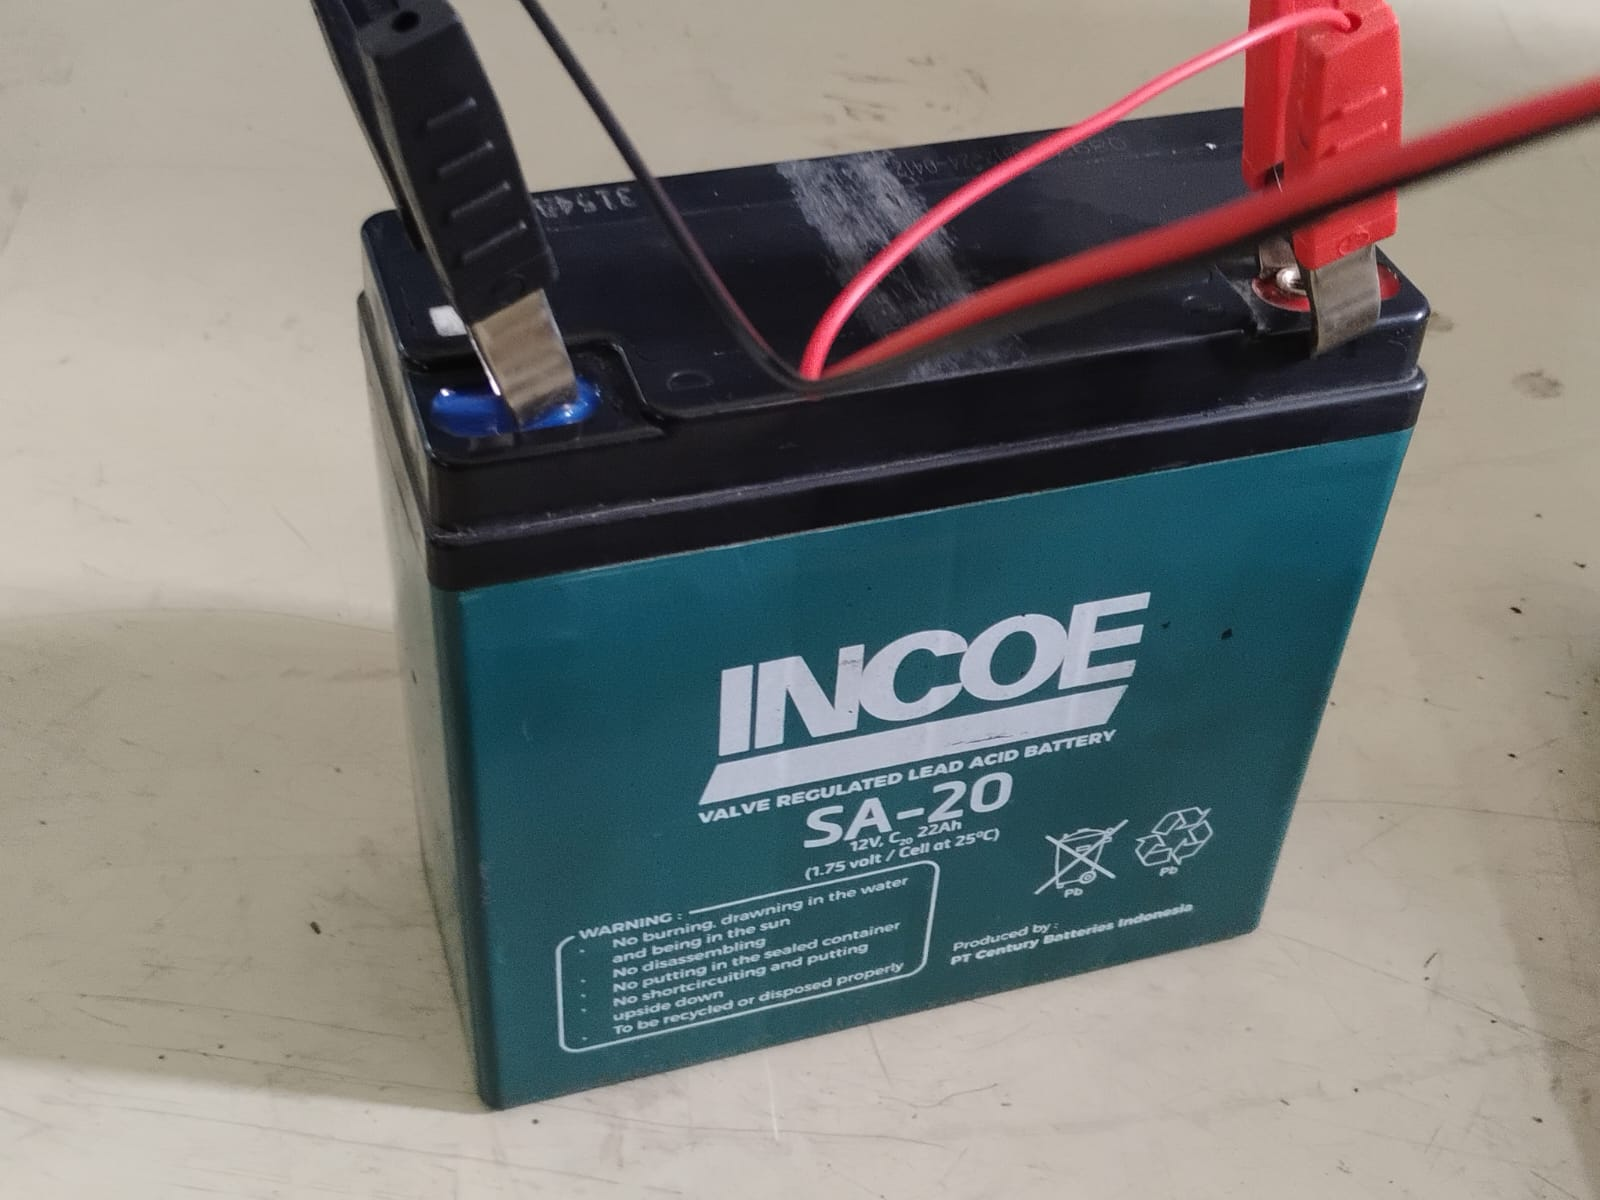 3154A
INCOE
VALVE REGULATED LEAD ACID BATTERY
SA-20
12V, C₂₀ 22Ah
(1.75 volt / Cell at 25°C)
WARNING :
· No burning, drawning in the water
and being in the sun
· No disassembling
· No putting in the sealed container
· No shortcircuiting and putting
upside down
· To be recycled or disposed properly
Pb
Pb
Produced by :
PT Century Batteries Indonesia